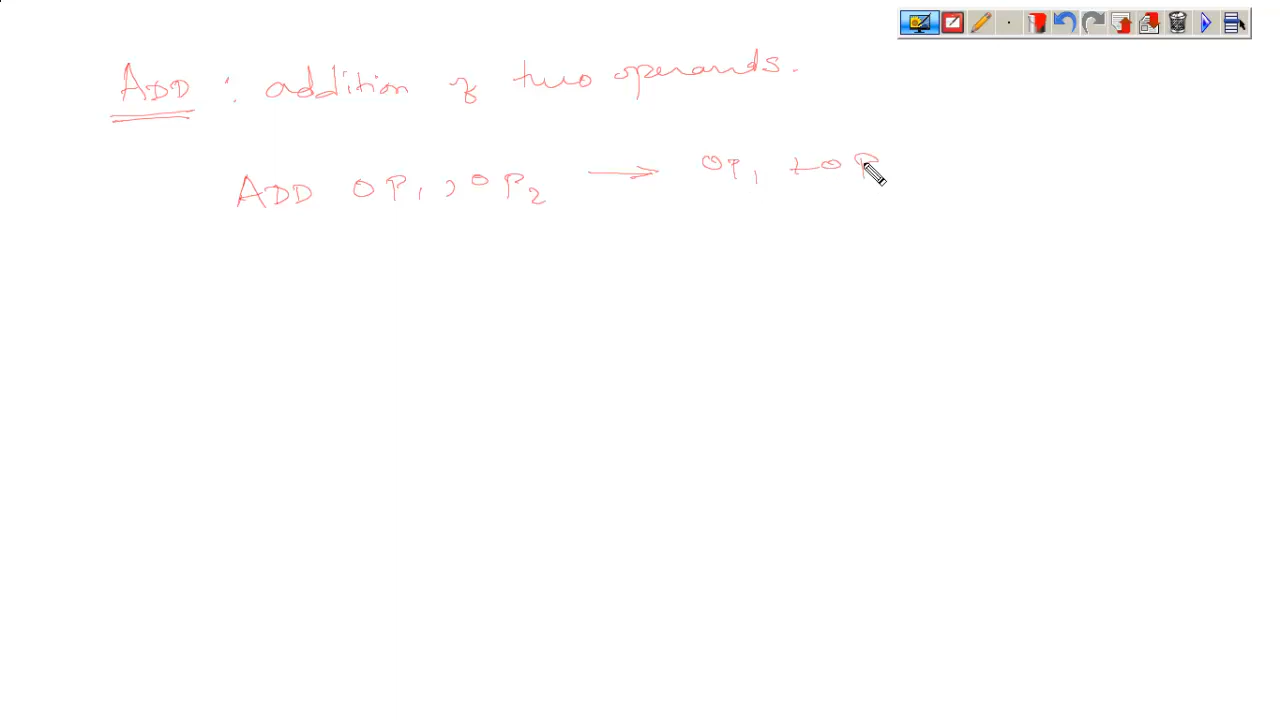 ADD : addition of two operands.
ADD OP1, OP2 → OP1 ← OP